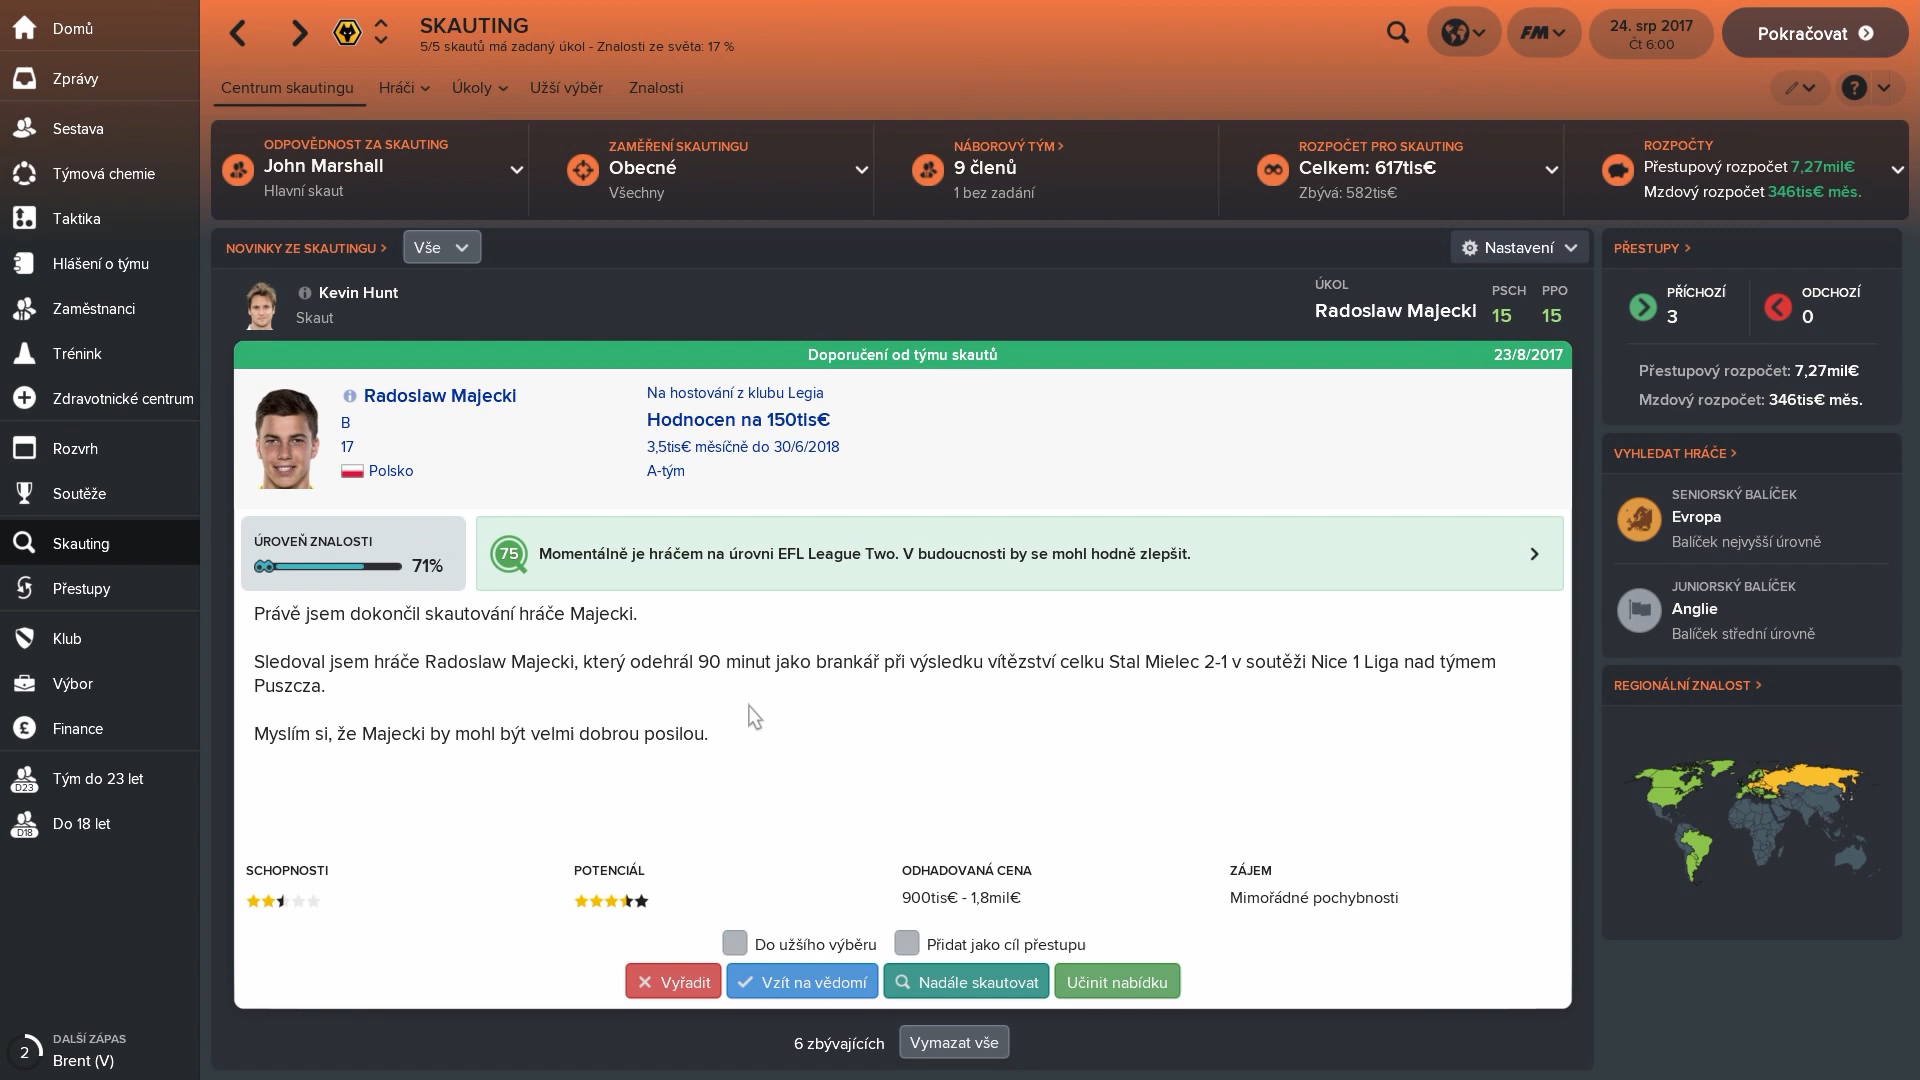 Domů
Zprávy
Sestava
Týmová chemie
Taktika
Hlášení o týmu
Zaměstnanci
Trénink
Zdravotnické centrum
Rozvrh
Soutěže
Skauting
Přestupy
Klub
Výbor
Finance
D23
Tým do 23 let
D18
Do 18 let
2
DALŠÍ ZÁPAS
Brent (V)
SKAUTING
5/5 skautů má zadaný úkol - Znalosti ze světa: 17 %
FM
24. srp 2017
Čt 6:00
Pokračovat
Centrum skautingu
Hráči
Úkoly
Užší výběr
Znalosti
?
ODPOVĚDNOST ZA SKAUTING
John Marshall
Hlavní skaut
ZAMĚŘENÍ SKAUTINGU
Obecné
Všechny
NÁBOROVÝ TÝM >
9 členů
1 bez zadání
ROZPOČET PRO SKAUTING
Celkem: 617tis€
Zbývá: 582tis€
ROZPOČTY
Přestupový rozpočet 7,27mil€
Mzdový rozpočet 346tis€ měs.
NOVINKY ZE SKAUTINGU >
Vše
Nastavení
Kevin Hunt
Skaut
ÚKOL
Radoslaw Majecki
PSCH
15
PPO
15
Doporučení od týmu skautů
23/8/2017
Radoslaw Majecki
B
17
Polsko
Na hostování z klubu Legia
Hodnocen na 150tis€
3,5tis€ měsíčně do 30/6/2018
A-tým
ÚROVEŇ ZNALOSTI
71%
75
Momentálně je hráčem na úrovni EFL League Two. V budoucnosti by se mohl hodně zlepšit.
Právě jsem dokončil skautování hráče Majecki.
Sledoval jsem hráče Radoslaw Majecki, který odehrál 90 minut jako brankář při výsledku vítězství celku Stal Mielec 2-1 v soutěži Nice 1 Liga nad týmem
Puszcza.
Myslím si, že Majecki by mohl být velmi dobrou posilou.
SCHOPNOSTI
POTENCIÁL
ODHADOVANÁ CENA
900tis€ - 1,8mil€
ZÁJEM
Mimořádné pochybnosti
Do užšího výběru
Přidat jako cíl přestupu
Vyřadit
Vzít na vědomí
Nadále skautovat
Učinit nabídku
6 zbývajících
Vymazat vše
PŘESTUPY >
PŘÍCHOZÍ
3
ODCHOZÍ
0
Přestupový rozpočet: 7,27mil€
Mzdový rozpočet: 346tis€ měs.
VYHLEDAT HRÁČE >
SENIORSKÝ BALÍČEK
Evropa
Balíček nejvyšší úrovně
JUNIORSKÝ BALÍČEK
Anglie
Balíček střední úrovně
REGIONÁLNÍ ZNALOST >